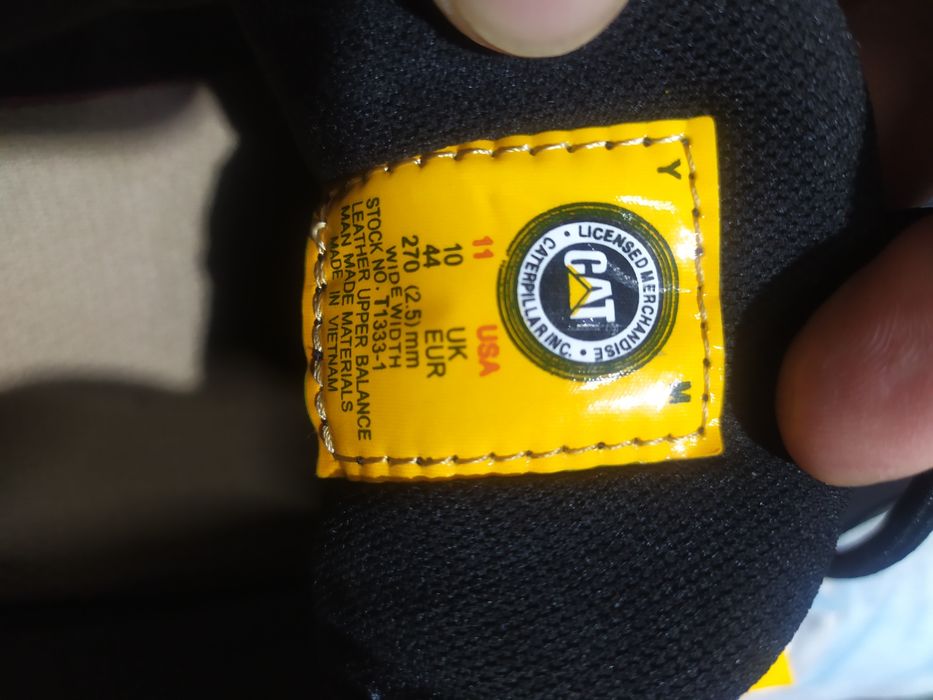 Y M
• LICENSED MERCHANDISE • CATERPILLAR INC.
CAT
11 USA
10 UK
44 EUR
270 (2.5) mm
WIDE WIDTH
STOCK NO. T1333-1
LEATHER UPPER BALANCE
MAN MADE MATERIALS
MADE IN VIETNAM